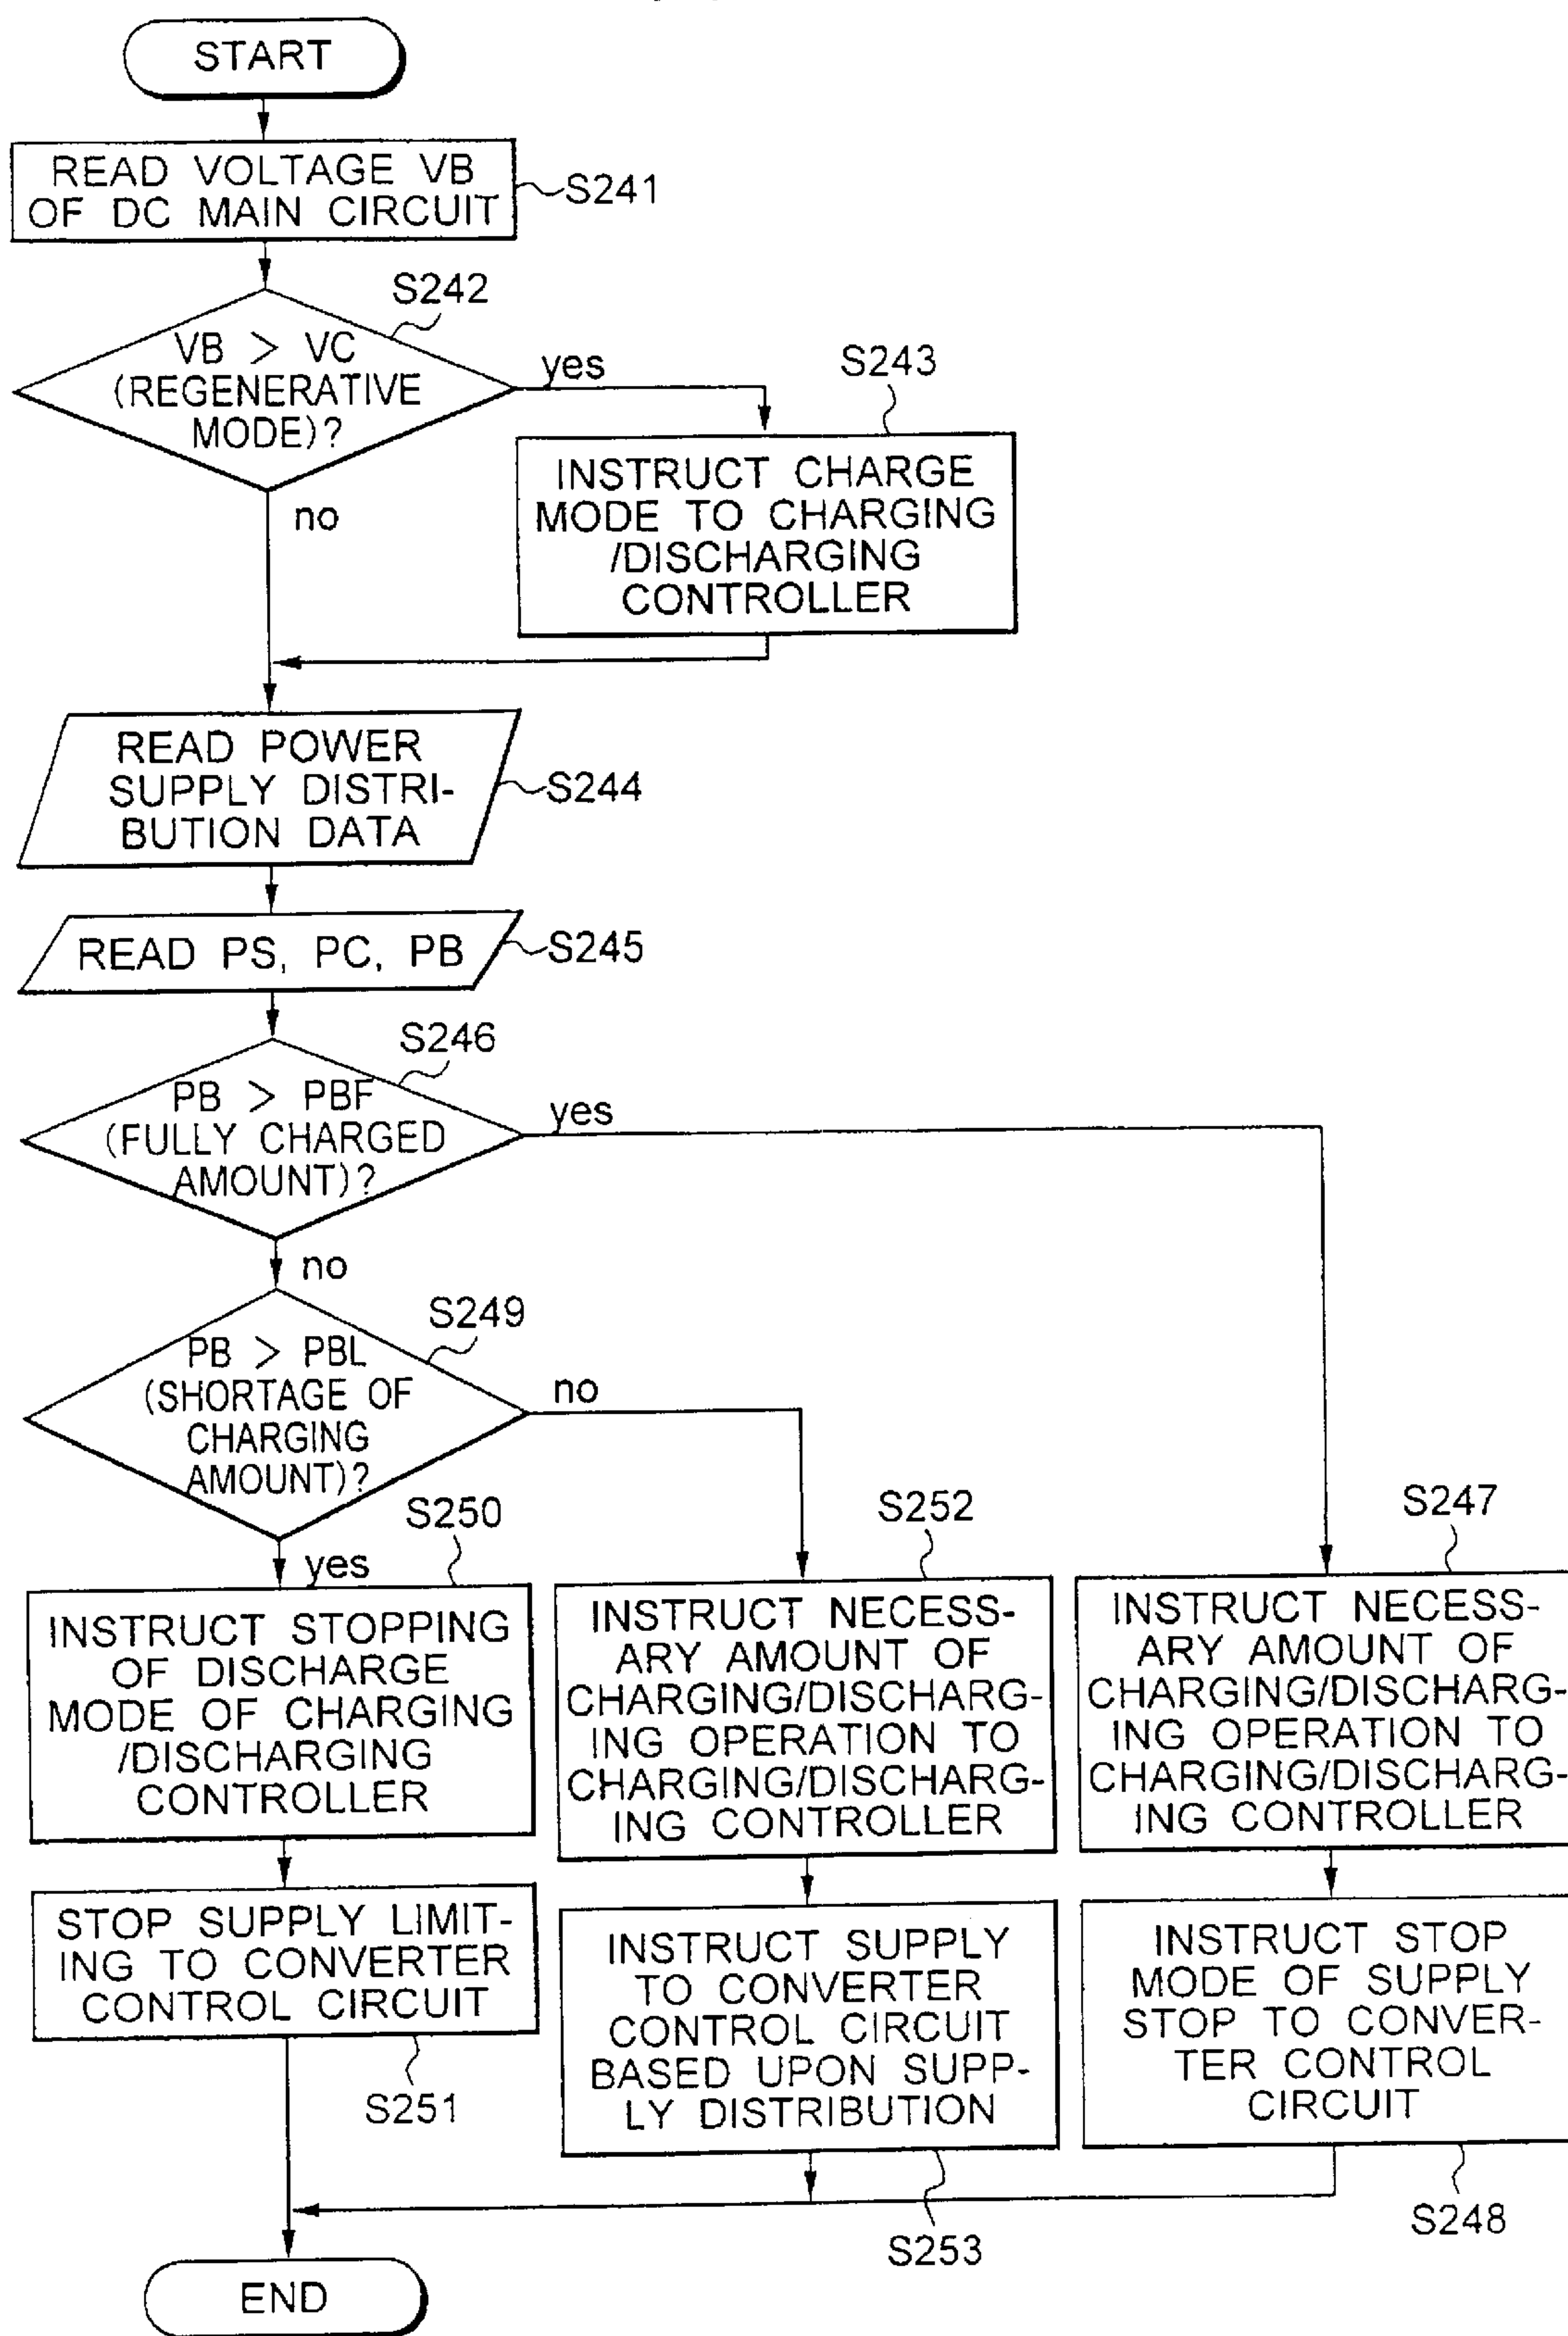 START
READ VOLTAGE VB
OF DC MAIN CIRCUIT
S241
S242
VB > VC
(REGENERATIVE
MODE)?
yes
no
S243
INSTRUCT CHARGE
MODE TO CHARGING
/DISCHARGING
CONTROLLER
READ POWER
SUPPLY DISTRI-
BUTION DATA
S244
READ PS, PC, PB
S245
S246
PB > PBF
(FULLY CHARGED
AMOUNT)?
yes
no
S249
PB > PBL
(SHORTAGE OF
CHARGING
AMOUNT)?
no
yes
S250
INSTRUCT STOPPING
OF DISCHARGE
MODE OF CHARGING
/DISCHARGING
CONTROLLER
STOP SUPPLY LIMIT-
ING TO CONVERTER
CONTROL CIRCUIT
S251
S252
INSTRUCT NECESS-
ARY AMOUNT OF
CHARGING/DISCHARG-
ING OPERATION TO
CHARGING/DISCHARG-
ING CONTROLLER
INSTRUCT SUPPLY
TO CONVERTER
CONTROL CIRCUIT
BASED UPON SUPP-
LY DISTRIBUTION
S253
S247
INSTRUCT NECESS-
ARY AMOUNT OF
CHARGING/DISCHARG-
ING OPERATION TO
CHARGING/DISCHARG-
ING CONTROLLER
INSTRUCT STOP
MODE OF SUPPLY
STOP TO CONVER-
TER CONTROL
CIRCUIT
S248
END